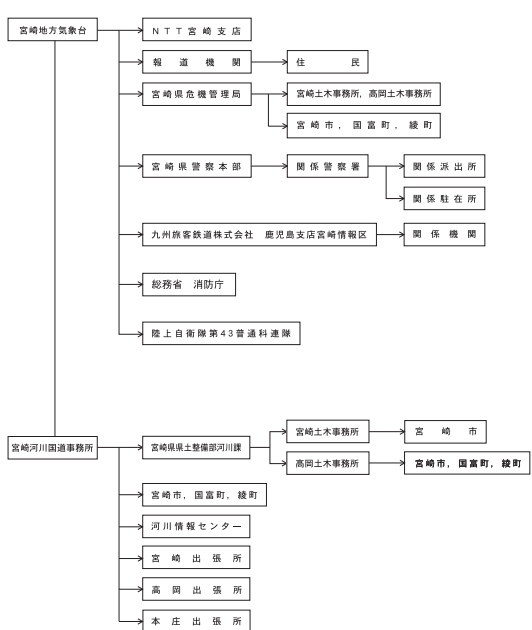 宮崎地方気象台
NTT宮崎支店
報道機関
住民
宮崎県危機管理局
宮崎土木事務所，高岡土木事務所
宮崎市，国富町，綾町
宮崎県警察本部
関係警察署
関係派出所
関係駐在所
九州旅客鉄道株式会社　鹿児島支店宮崎情報区
関係機関
総務省　消防庁
陸上自衛隊第43普通科連隊
宮崎河川国道事務所
宮崎県県土整備部河川課
宮崎土木事務所
宮崎市
高岡土木事務所
宮崎市，国富町，綾町
宮崎市，国富町，綾町
河川情報センター
宮崎出張所
高岡出張所
本庄出張所